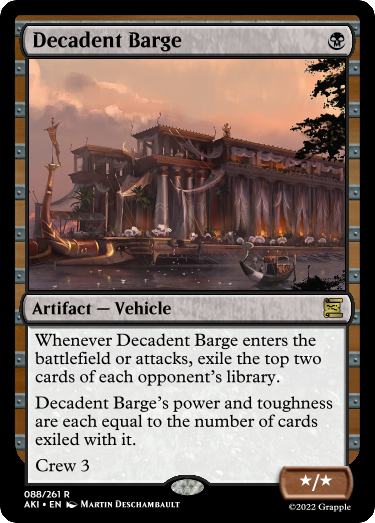 Decadent Barge
Artifact — Vehicle
Whenever Decadent Barge enters the
battlefield or attacks, exile the top two
cards of each opponent's library.
Decadent Barge's power and toughness
are each equal to the number of cards
exiled with it.
Crew 3
★/★
088/261 R
AKI • EN Martin Deschambault
©2022 Grapple